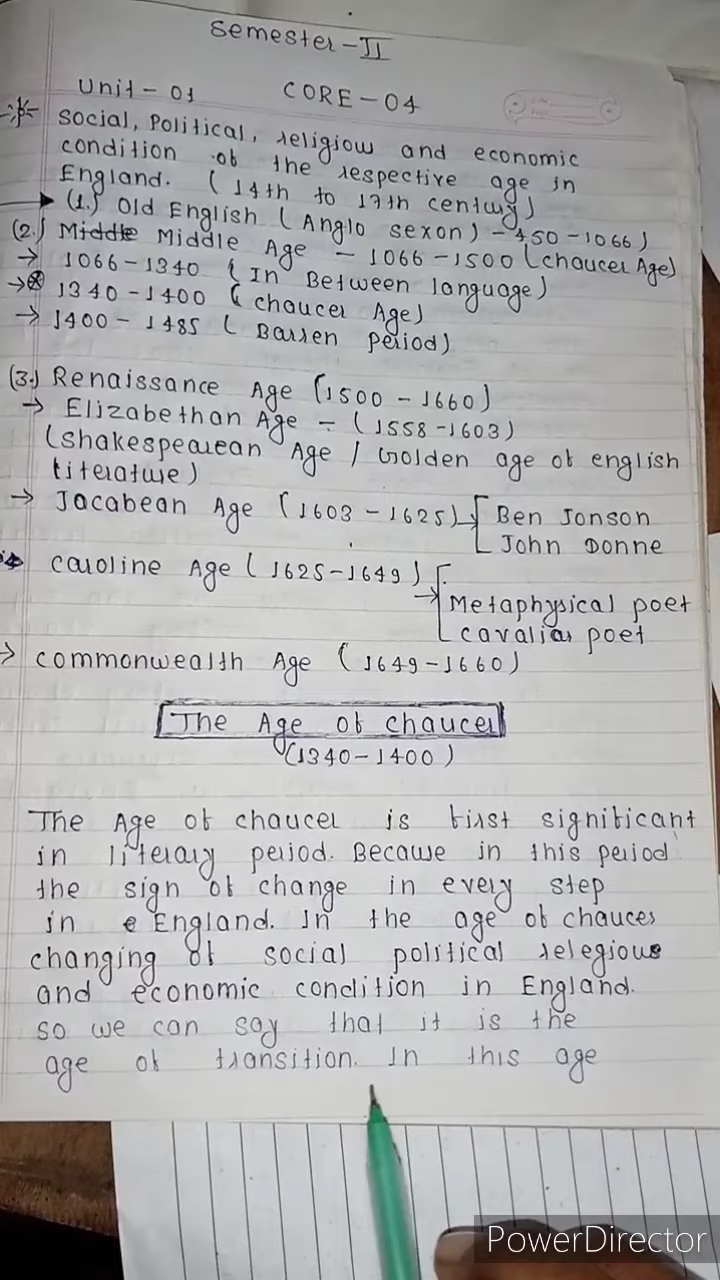 Semester-II
Unit-01 CORE-04
Social, Political, religiow and economic
condition of the respective age in
England. (14th to 17th century)
(1.) Old English (Anglo sexon) - 450-1066)
(2.) Middle Middle Age - 1066-1500 (chaucer Age)
→ 1066-1340 (In Between language)
→ 1340-1400 (chaucer Age)
→ 1400-1485 (Barren Period)
(3.) Renaissance Age (1500-1660)
→ Elizabethan Age - (1558-1603)
(Shakespearean Age / Golden age of english
literature)
→ Jacabean Age (1603-1625) Ben Jonson
John Donne
caroline Age (1625-1649)
→ Metaphysical poet
cavaliar poet
→ commonwealth Age (1649-1660)
The Age of chaucer
(1340-1400)
The Age of chaucer is first significant
in literary period. Because in this period
the sign of change in every step
in e England. In the age of chauces
changing of social political relegious
and economic condition in England.
so we can say that it is the
age of transition. In this age
PowerDirector